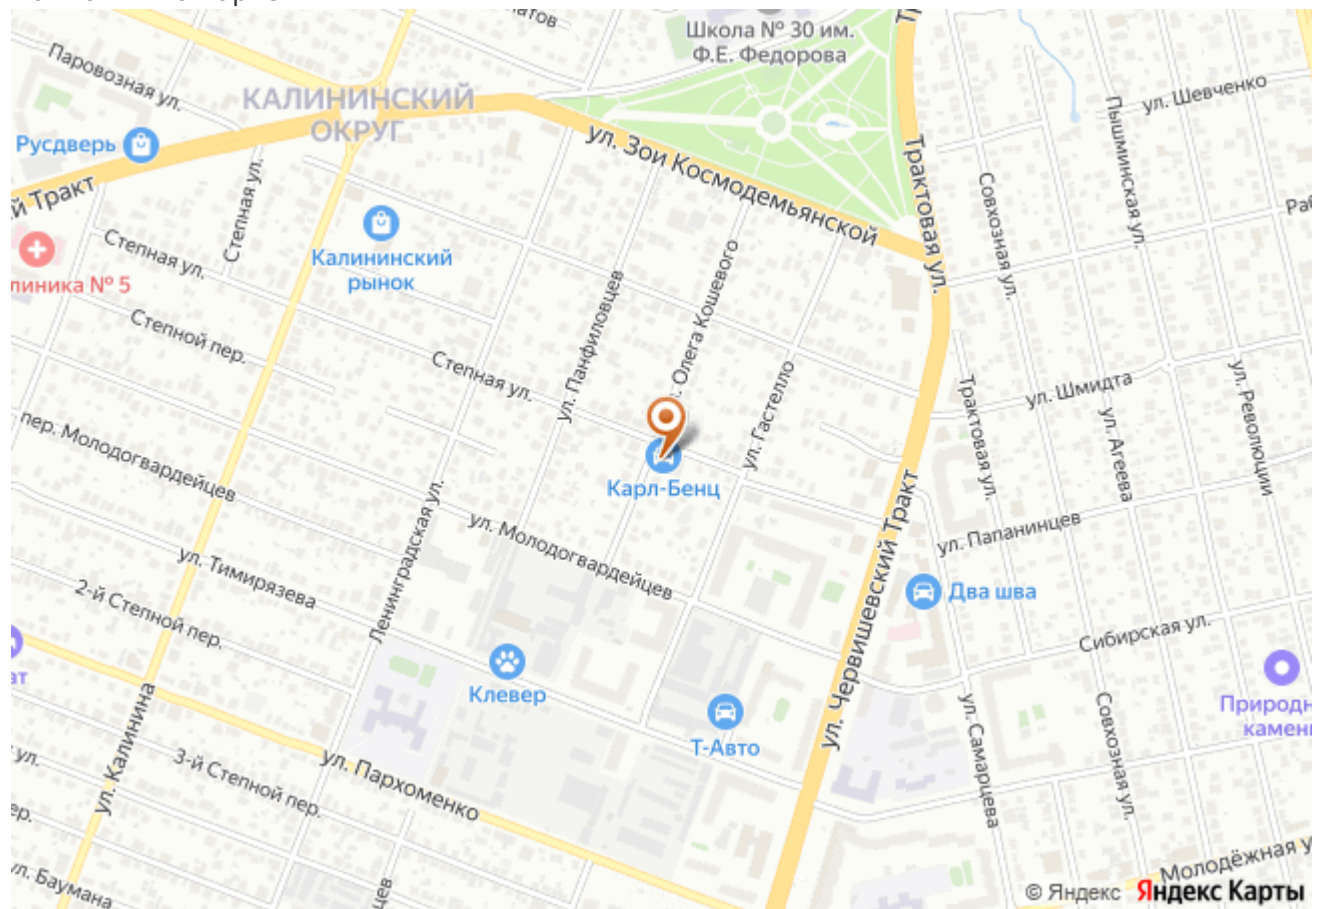 Школа № 30 им.
Ф.Е. Федорова
Паровозная ул.
КАЛИНИНСКИЙ
ОКРУГ
Русдверь
ул. Зои Космодемьянской
Трактовая ул.
ул. Шевченко
Пышминская ул.
Совхозная ул.
й Тракт
Степная ул.
Степная ул.
Калининский
рынок
линика № 5
Степной пер.
ул. Панфиловцев
Олега Кошевого
ул. Гастелло
Степная ул.
Трактовая ул.
ул. Шмидта
ул. Агеева
ул. Революции
пер. Молодогвардейцев
Карл-Бенц
Ленинградская ул.
ул. Молодогвардейцев
ул. Червишевский Тракт
ул. Папанинцев
ул. Тимирязева
2-й Степной пер.
Два шва
Сибирская ул.
Клевер
Т-Авто
ул. Калинина
ул. Пархоменко
3-й Степной пер.
ул. Самарцева
Совхозная ул.
Природн
камен
ул.
ул. Баумана
Молодёжная у
© Яндекс Яндекс Карты